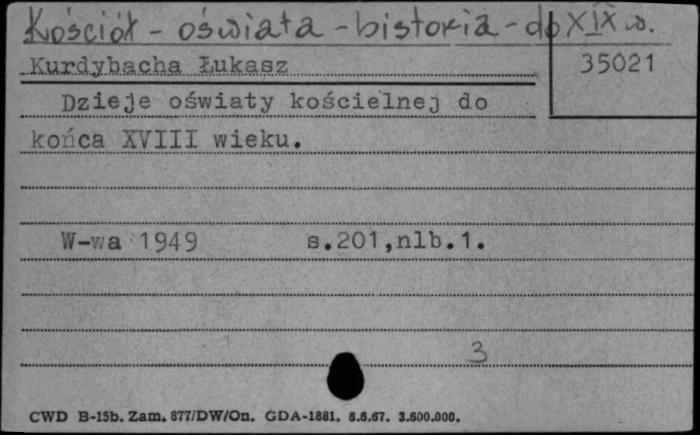 Kościół - oświata - historia - do XIX w.
Kurdybacha Łukasz
35021
Dzieje oświaty kościelnej do
końca XVIII wieku.
W-wa 1949 s.201,nlb.1.
3
CWD B-15b. Zam. 877/DW/On. GDA-1881. 6.6.67. 3.600.000.